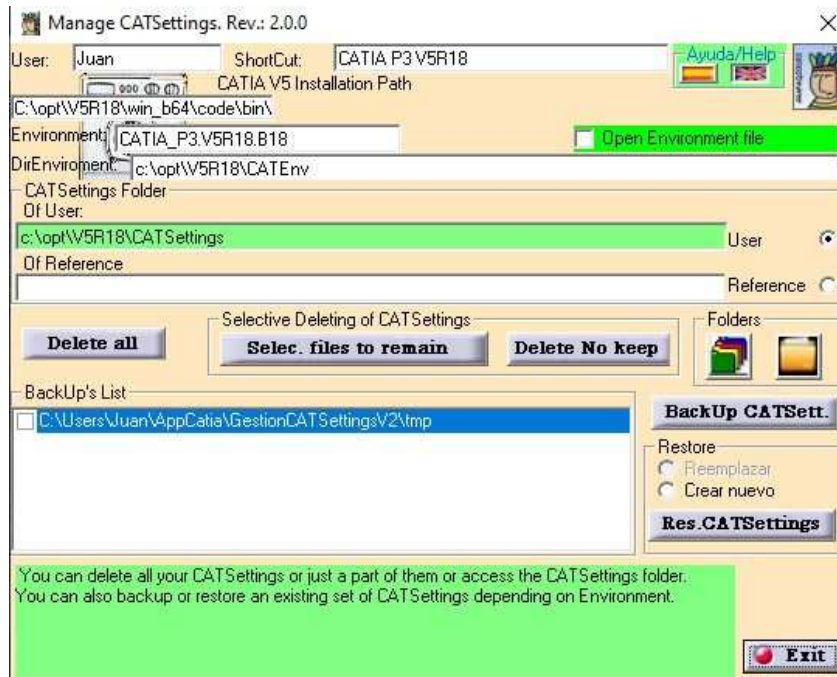 Manage CATSettings. Rev.: 2.0.0
User: Juan ShortCut: CATIA P3 V5R18 Ayuda/Help
CATIA V5 Installation Path
C:\opt\V5R18\win_b64\code\bin\
Environment: CATIA_P3.V5R18.B18 Open Environment file
DirEnviroment: c:\opt\V5R18\CATEnv
CATSettings Folder
Of User:
c:\opt\V5R18\CATSettings User
Of Reference
Reference
Selective Deleting of CATSettings Folders
Delete all Selec. files to remain Delete No keep
BackUp's List
C:\Users\Juan\AppCatia\GestionCATSettingsV2\tmp
BackUp CATSett.
Restore
Reemplazar
Crear nuevo
Res.CATSettings
You can delete all your CATSettings or just a part of them or access the CATSettings folder.
You can also backup or restore an existing set of CATSettings depending on Environment.
Exit